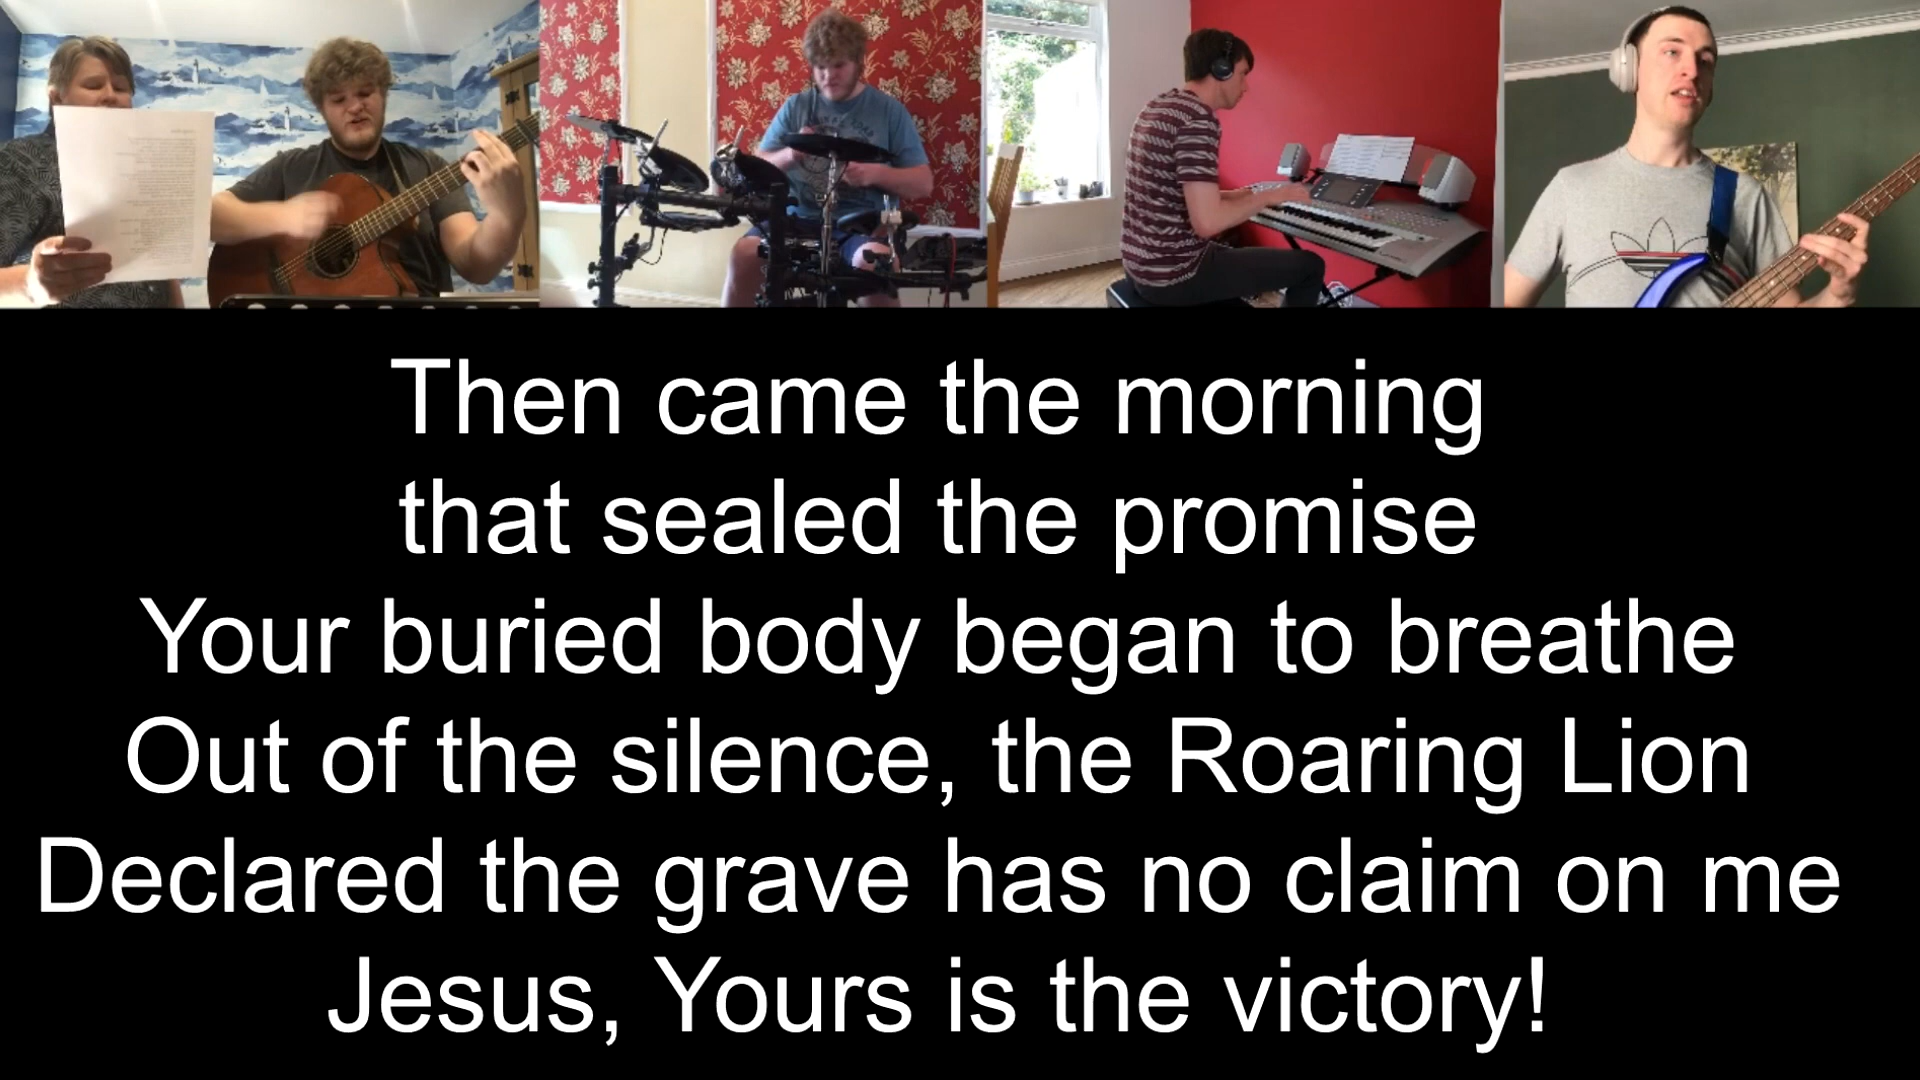 Then came the morning
that sealed the promise
Your buried body began to breathe
Out of the silence, the Roaring Lion
Declared the grave has no claim on me
Jesus, Yours is the victory!